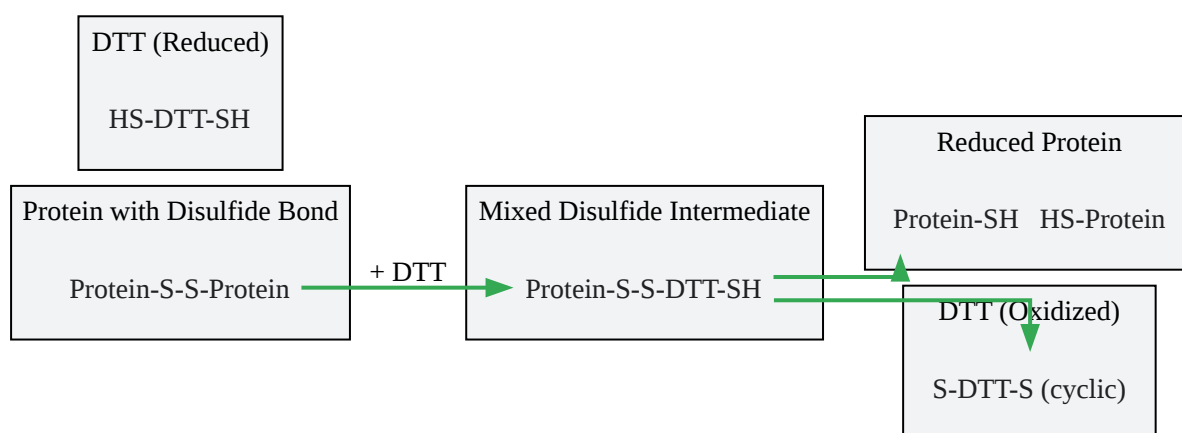 DTT (Reduced)
HS-DTT-SH
Protein with Disulfide Bond
Protein-S-S-Protein
+ DTT
Mixed Disulfide Intermediate
Protein-S-S-DTT-SH
Reduced Protein
Protein-SH HS-Protein
DTT (Oxidized)
S-DTT-S (cyclic)